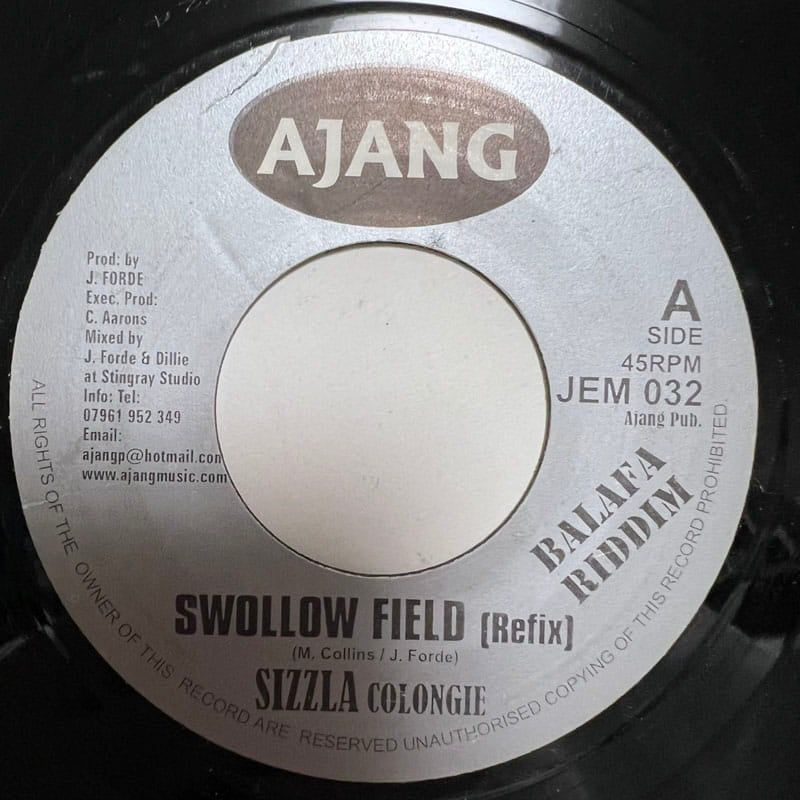 AJANG
Prod: by
J. FORDE
Exec. Prod:
C. Aarons
Mixed by
J. Forde & Dillie
at Stingray Studio
Info: Tel:
07961 952 349
Email:
ajangp@hotmail.com
www.ajangmusic.com
A
SIDE
45RPM
JEM 032
Ajang Pub.
BALAFA
RIDDIM
SWOLLOW FIELD (Refix)
(M. Collins / J. Forde)
SIZZLA COLONGIE
ALL RIGHTS OF THE OWNER OF THIS RECORD ARE RESERVED UNAUTHORISED COPYING OF THIS RECORD PROHIBITED